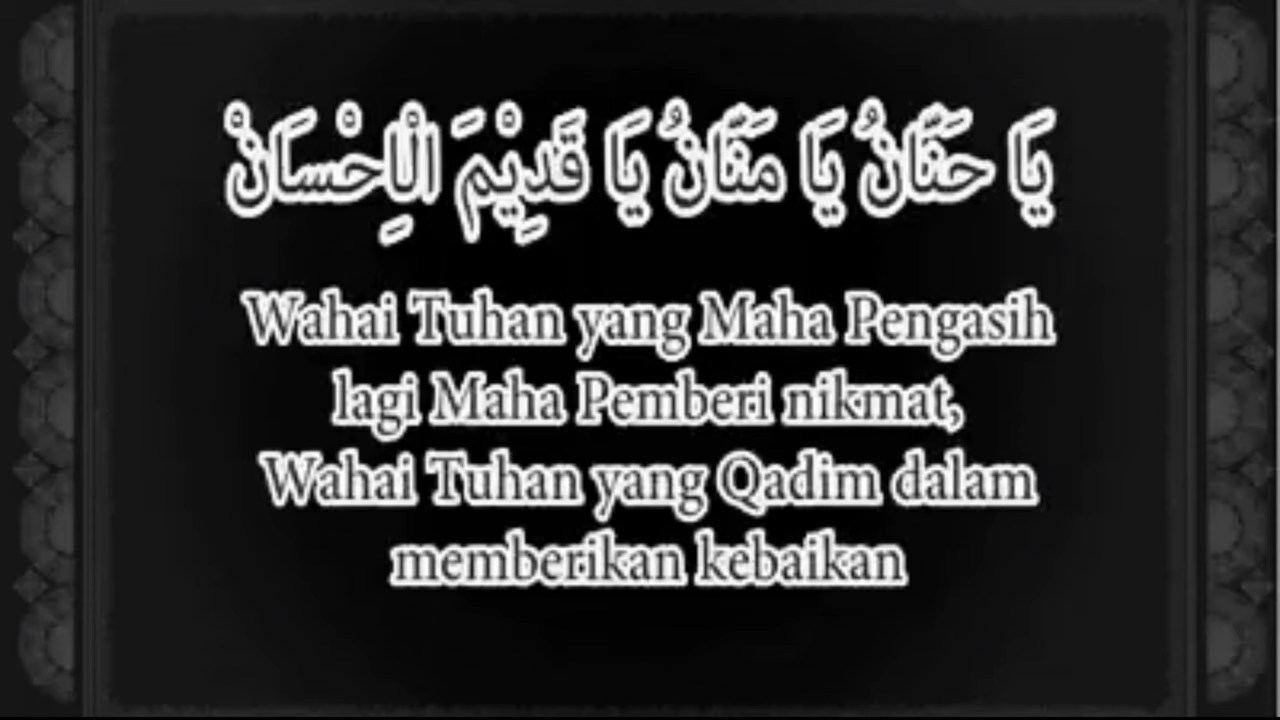 يَا حَنَّانُ يَا مَنَّانُ يَا قَدِيْمَ الْاِحْسَانْ
Wahai Tuhan yang Maha Pengasih
lagi Maha Pemberi nikmat,
Wahai Tuhan yang Qadim dalam
memberikan kebaikan